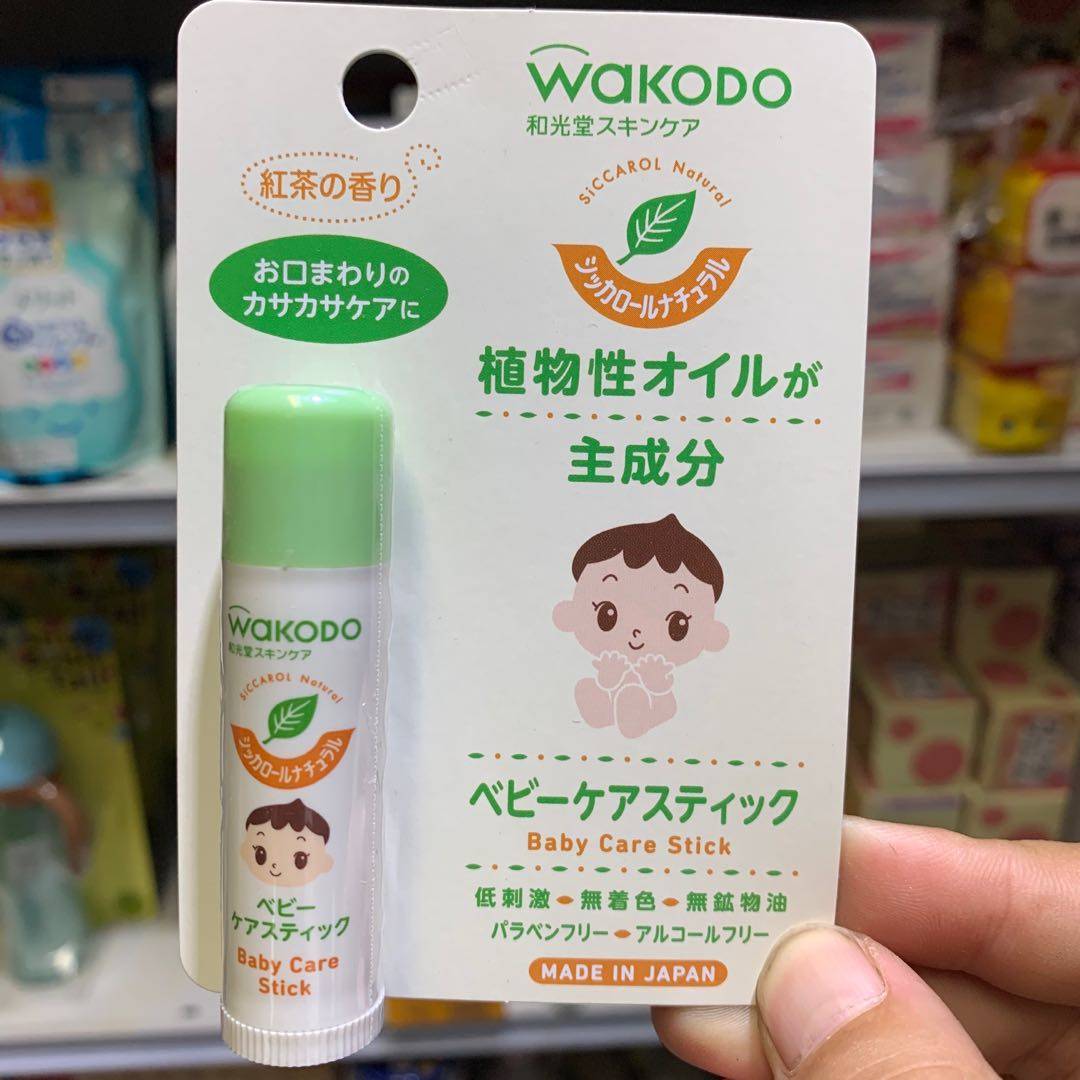 WAKODO
和光堂スキンケア
紅茶の香り
SiCCAROL Natural
シッカロールナチュラル
お口まわりの
カサカサケアに
植物性オイルが
主成分
ベビーケアスティック
Baby Care Stick
低刺激 無着色 無鉱物油
パラベンフリー アルコールフリー
MADE IN JAPAN
WAKODO
和光堂スキンケア
SiCCAROL Natural
シッカロールナチュラル
ベビー
ケアスティック
Baby Care
Stick